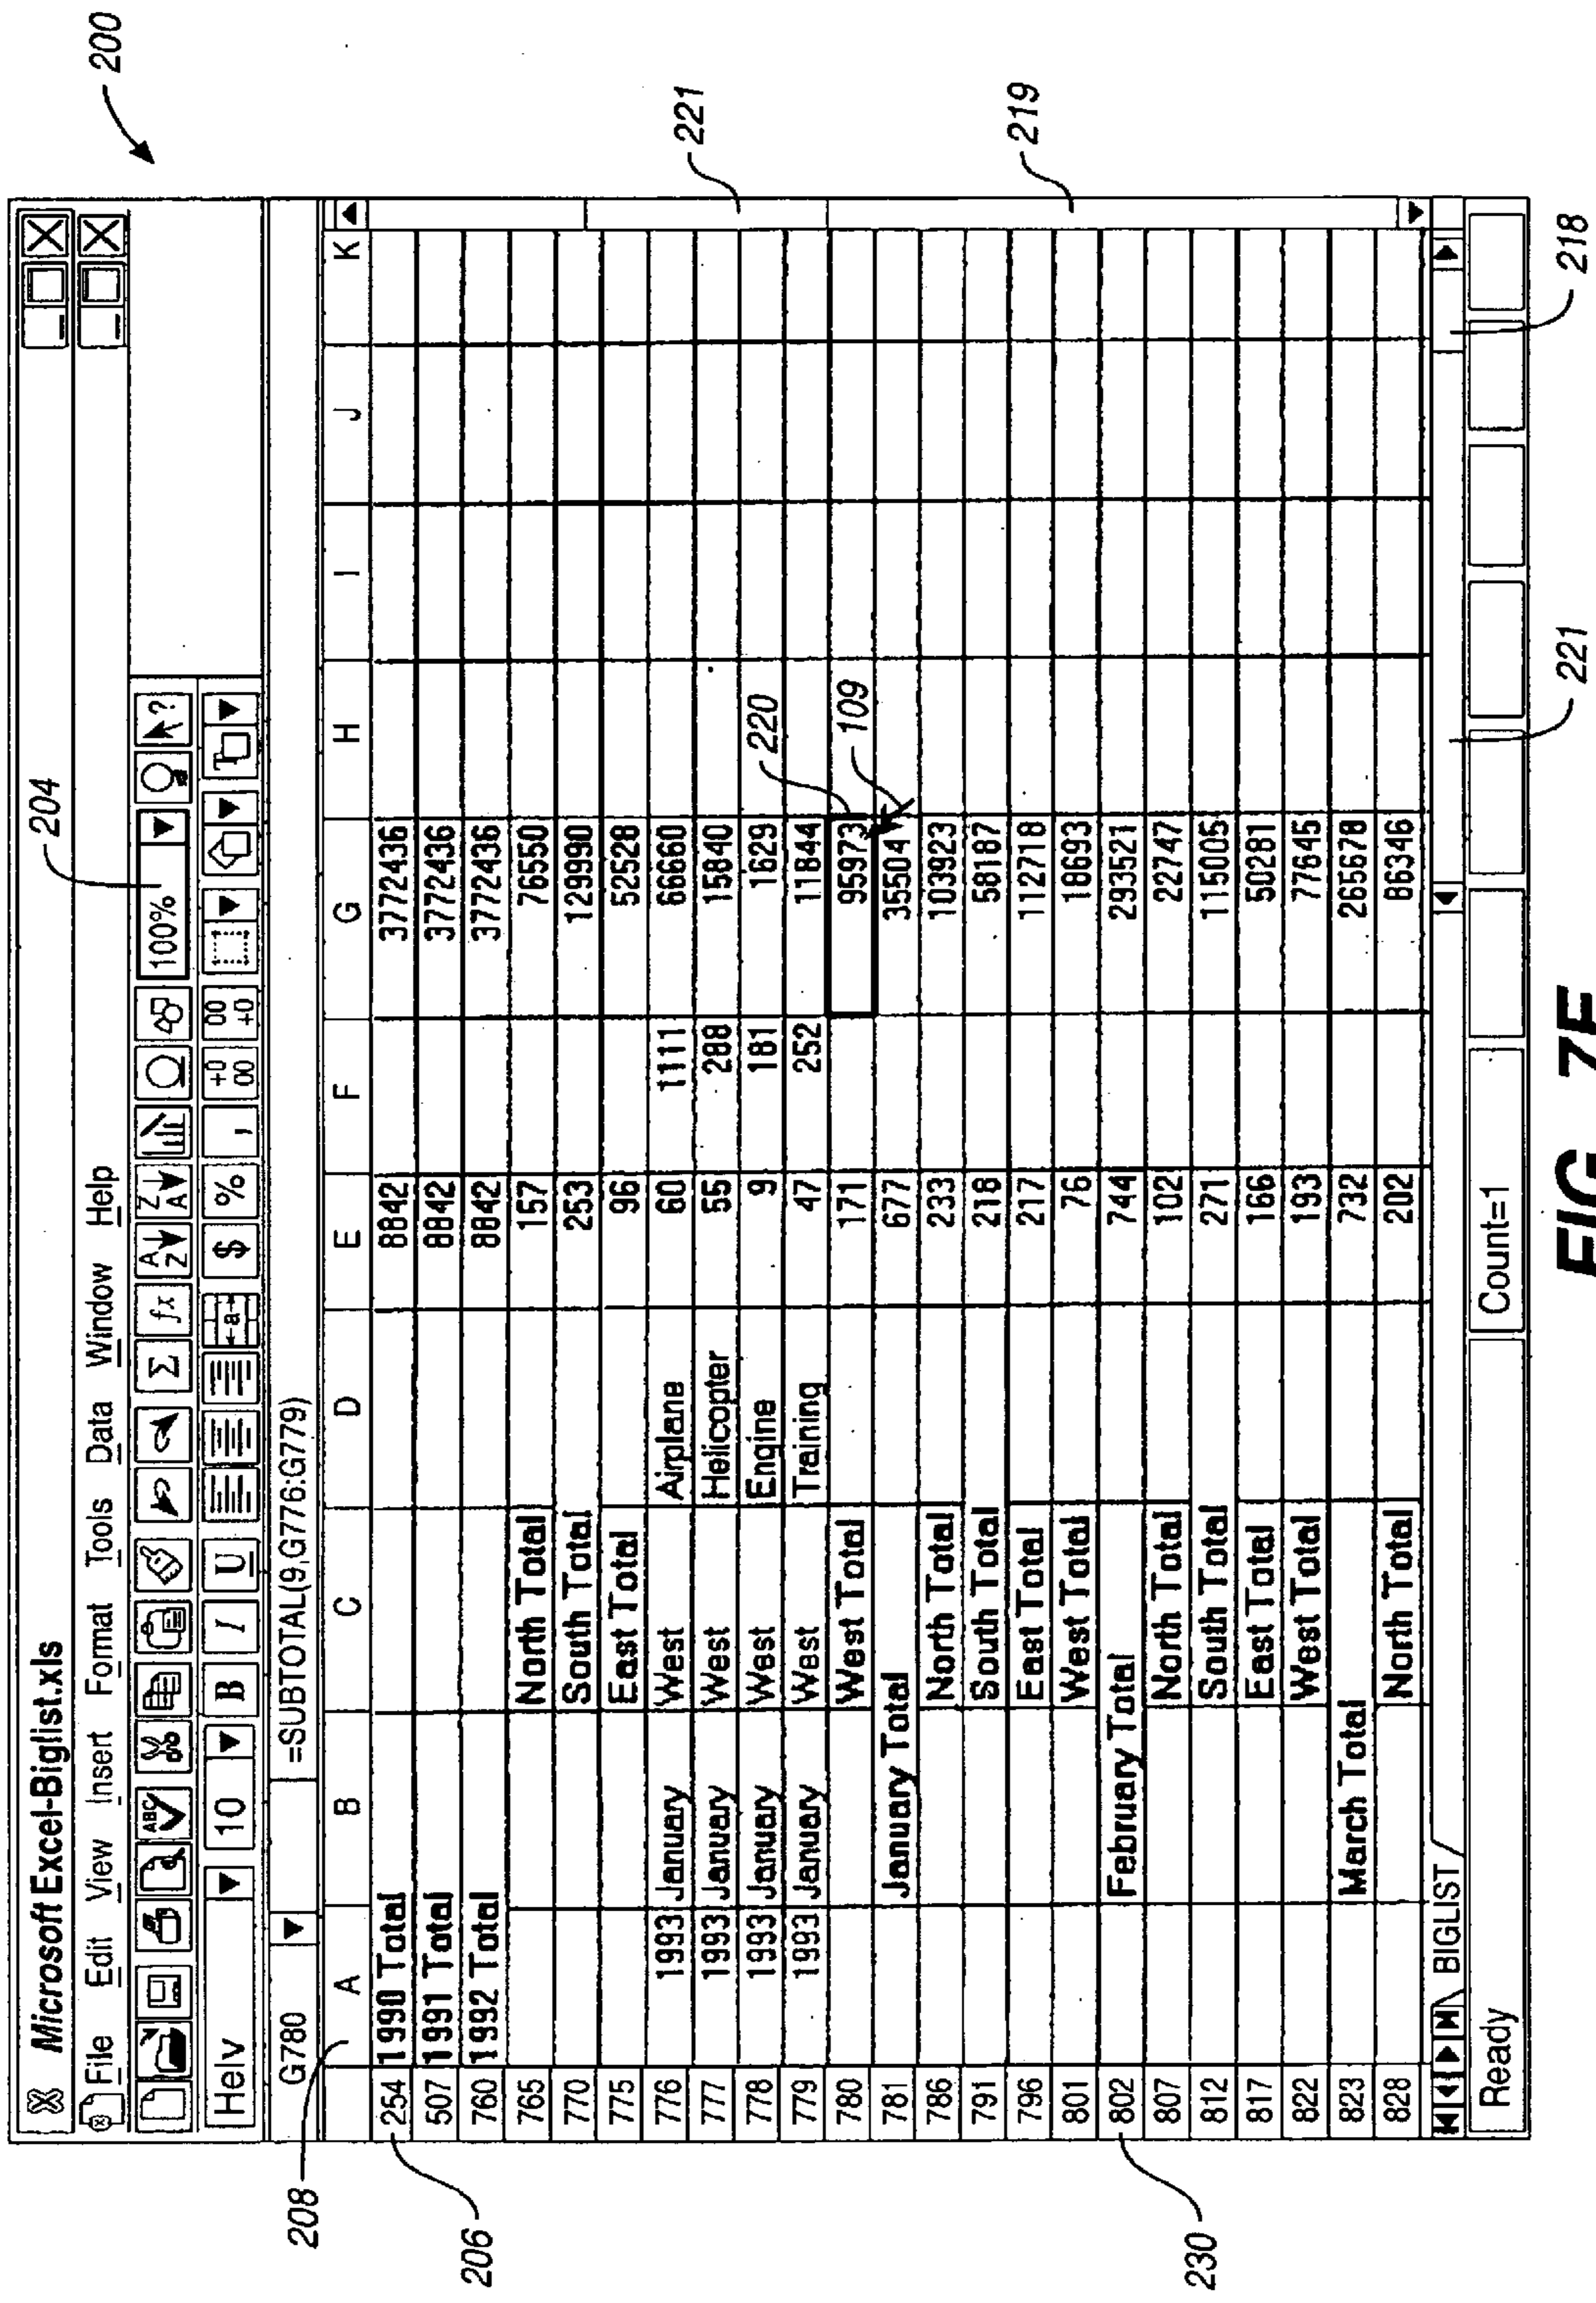 200
Microsoft Excel-Biglist.xls
File Edit View Insert Format Tools Data Window Help
ABC Σ fx A Z Z A 100% ? 204
Helv 10 B I U ←a→ $ % , +0 00 00 +0 T
G780 =SUBTOTAL(9,G776:G779)
208 A B C D E F G H I J K
254 1990 Total 8842 3772436
206
507 1991 Total 8842 3772436
760 1992 Total 8842 3772436
765 North Total 157 76550
770 South Total 253 129990
775 East Total 96 52528
776 1993 January West Airplane 60 1111 66660
777 1993 January West Helicopter 55 288 15840 221
778 1993 January West Engine 9 181 1629 220
779 1993 January West Training 47 252 11844
780 West Total 171 95973 109
781 January Total 677 35504
786 North Total 233 103923
791 South Total 218 58187
796 East Total 217 112718 219
801 West Total 76 18693
802 February Total 744 293521
230
807 North Total 102 22747
812 South Total 271 115005
817 East Total 166 50281
822 West Total 193 77645
823 March Total 732 265678
828 North Total 202 86346
BIGLIST
Ready Count=1
221 218